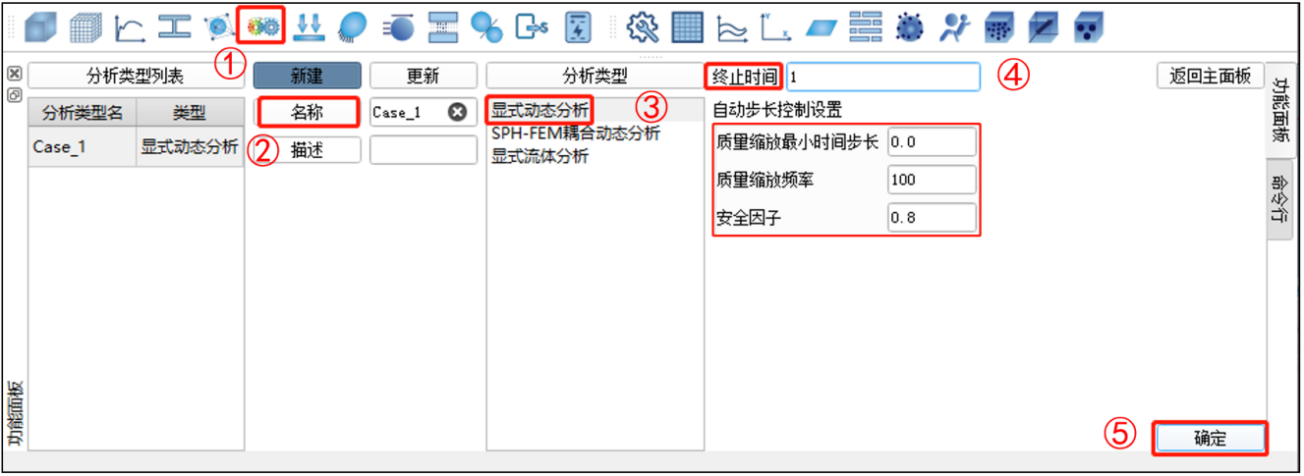 ①
分析类型列表
新建
更新
分析类型
终止时间
1
④
返回主面板
功能面板
命令行
分析类型名
类型
名称
Case_1
显式动态分析
③
自动步长控制设置
Case_1
显式动态分析
②
描述
SPH-FEM耦合动态分析
显式流体分析
质量缩放最小时间步长
0.0
质量缩放频率
100
安全因子
0.8
功能面板
⑤
确定